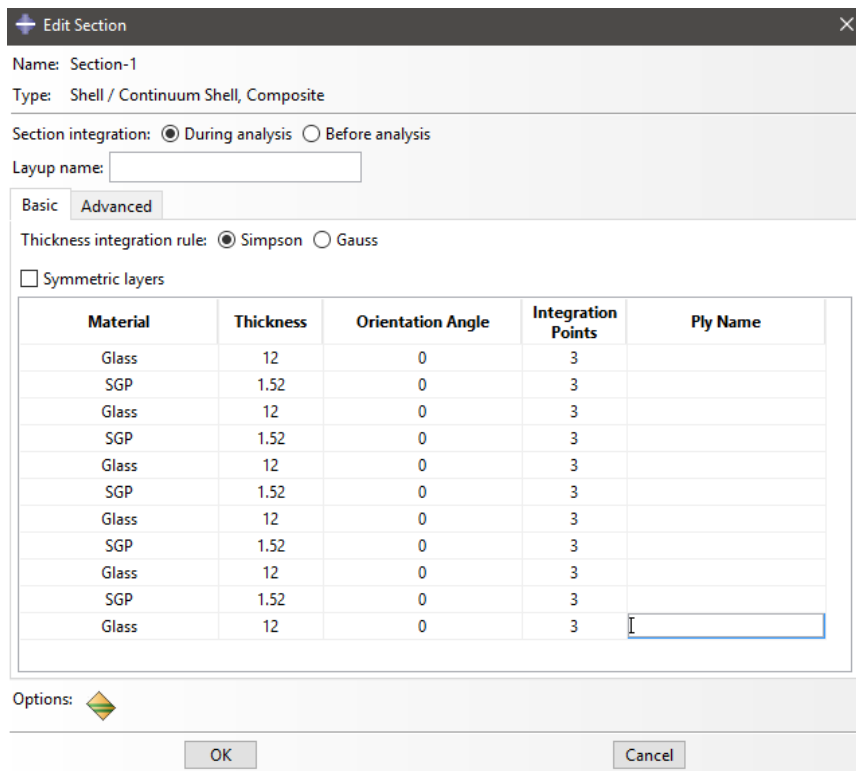 Edit Section
Name: Section-1
Type: Shell / Continuum Shell, Composite
Section integration: During analysis Before analysis
Layup name:
Basic Advanced
Thickness integration rule: Simpson Gauss
Symmetric layers
Material Thickness Orientation Angle Integration Points Ply Name
Glass 12 0 3
SGP 1.52 0 3
Glass 12 0 3
SGP 1.52 0 3
Glass 12 0 3
SGP 1.52 0 3
Glass 12 0 3
SGP 1.52 0 3
Glass 12 0 3
SGP 1.52 0 3
Glass 12 0 3
Options:
OK Cancel